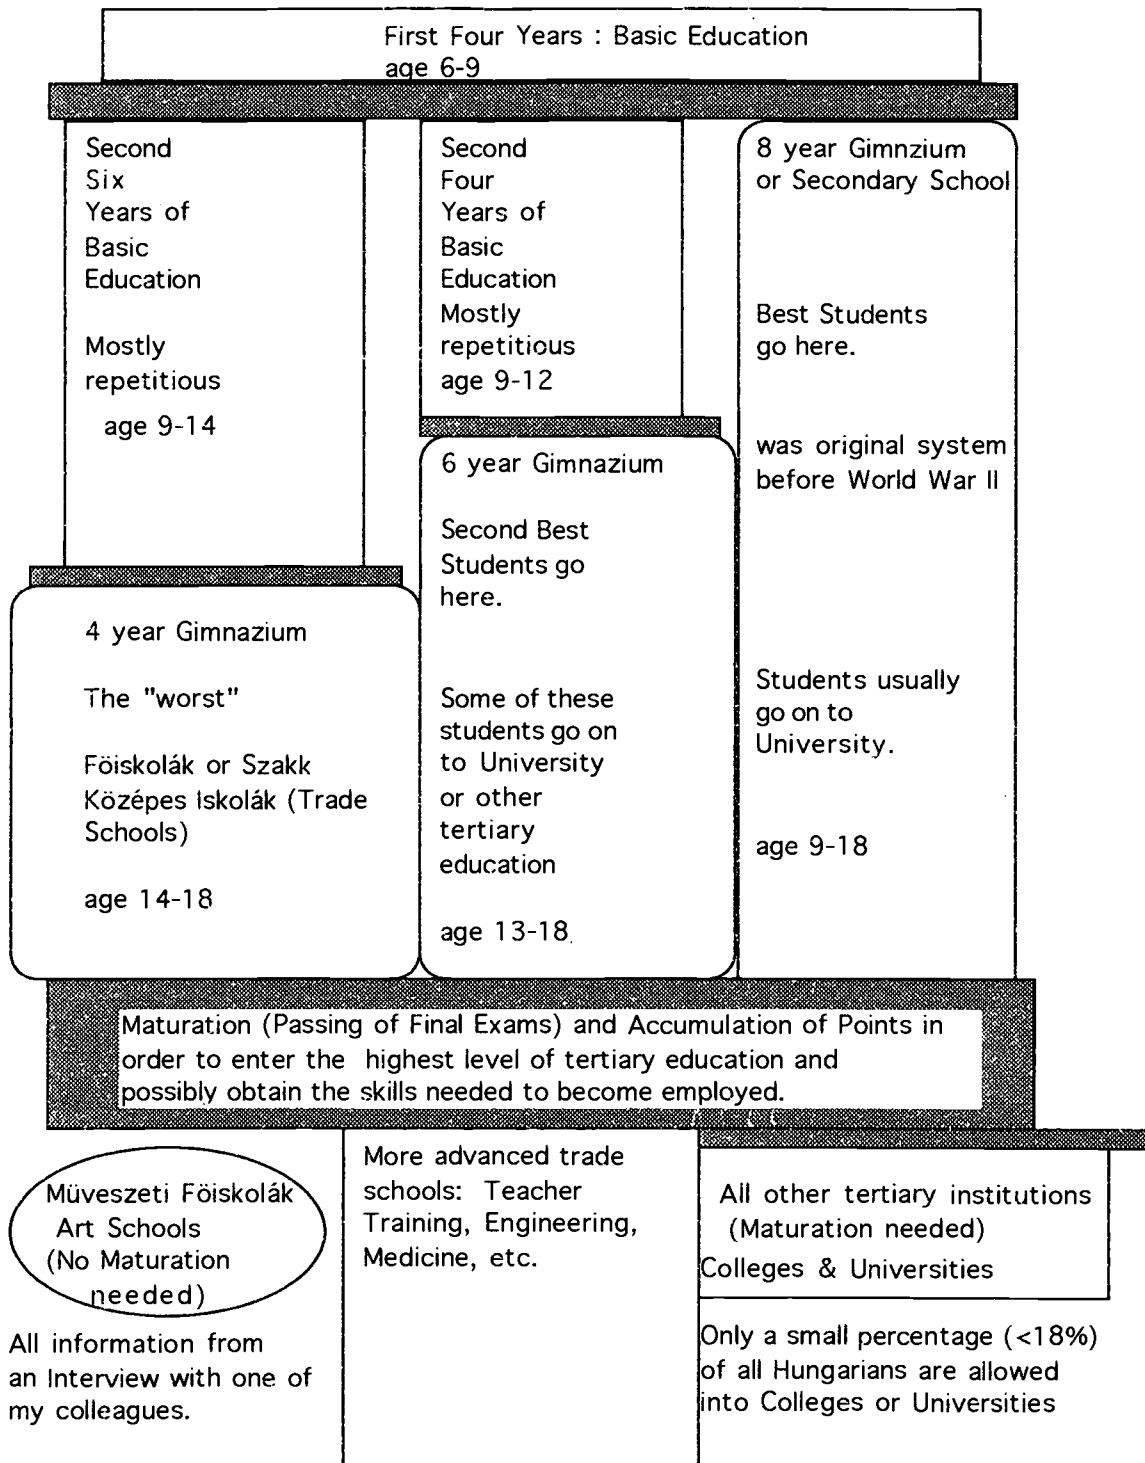 First Four Years : Basic Education
age 6-9
Second
Six
Years of
Basic
Education
Mostly
repetitious
age 9-14
4 year Gimnazium
The "worst"
Föiskolák or Szakk
Középes Iskolák (Trade
Schools)
age 14-18
Second
Four
Years of
Basic
Education
Mostly
repetitious
age 9-12
6 year Gimnazium
Second Best
Students go
here.
Some of these
students go on
to University
or other
tertiary
education
age 13-18
8 year Gimnzium
or Secondary School
Best Students
go here.
was original system
before World War II
Students usually
go on to
University.
age 9-18
Maturation (Passing of Final Exams) and Accumulation of Points in
order to enter the highest level of tertiary education and
possibly obtain the skills needed to become employed.
Müveszeti Föiskolák
Art Schools
(No Maturation
needed)
All information from
an Interview with one of
my colleagues.
More advanced trade
schools: Teacher
Training, Engineering,
Medicine, etc.
All other tertiary institutions
(Maturation needed)
Colleges & Universities
Only a small percentage (<18%)
of all Hungarians are allowed
into Colleges or Universities